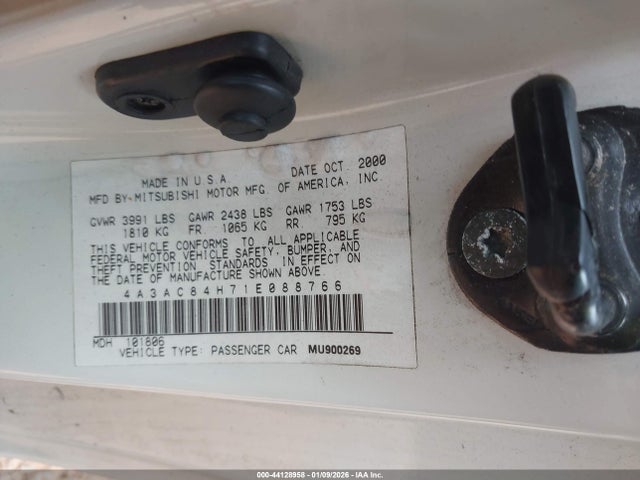 MADE IN U.S.A. DATE OCT. 2000
MFD BY-MITSUBISHI MOTOR MFG. OF AMERICA, INC
GVWR 3991 LBS GAWR 2438 LBS GAWR 1753 LBS
1810 KG FR 1065 KG RR. 795 KG
THIS VEHICLE CONFORMS TO ALL APPLICABLE
FEDERAL MOTOR VEHICLE SAFETY, BUMPER, AND
THEFT PREVENTION STANDARDS IN EFFECT ON
THE DATE OF MANUFACTURE SHOWN ABOVE.
4A3AC84H71E088766
MDH 101806
VEHICLE TYPE: PASSENGER CAR MU900269
000-44128958 - 01/09/2026 - IAA Inc.